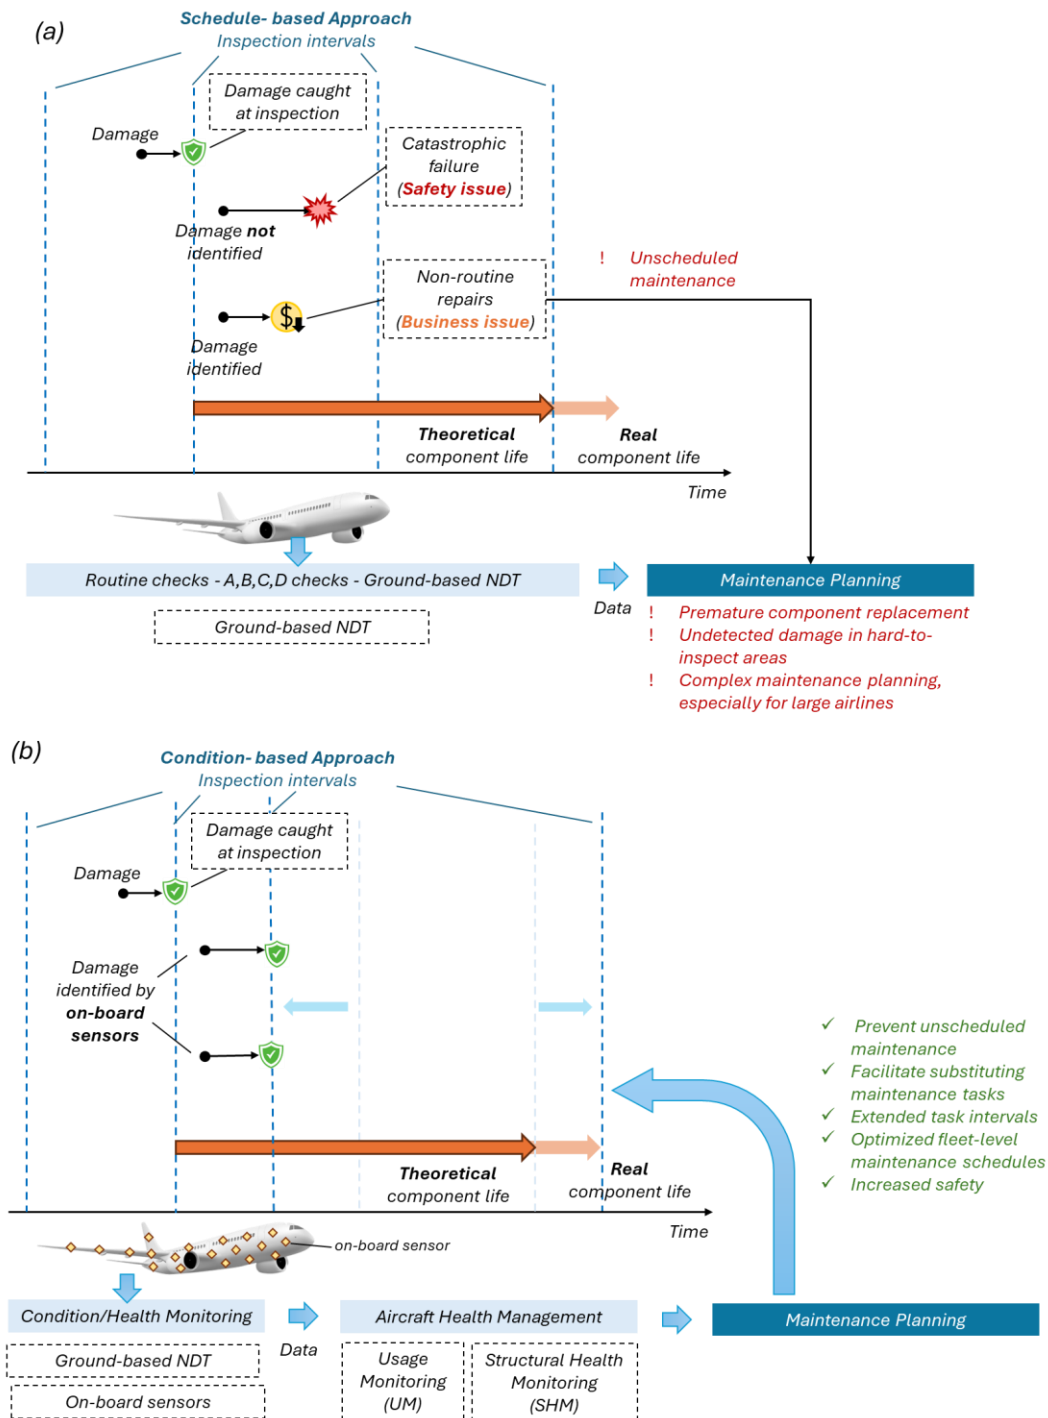 (a)
Schedule- based Approach
Inspection intervals
Damage caught
at inspection
Damage
Catastrophic
failure
(Safety issue)
Damage not
identified
! Unscheduled
maintenance
Non-routine
repairs
(Business issue)
$
Damage
identified
Theoretical
component life
Real
component life
Time
Routine checks - A,B,C,D checks - Ground-based NDT
Data
Maintenance Planning
Ground-based NDT
! Premature component replacement
! Undetected damage in hard-to-
inspect areas
! Complex maintenance planning,
especially for large airlines
(b)
Condition- based Approach
Inspection intervals
Damage caught
at inspection
Damage
Damage
identified by
on-board
sensors
✓ Prevent unscheduled
maintenance
✓ Facilitate substituting
maintenance tasks
✓ Extended task intervals
✓ Optimized fleet-level
maintenance schedules
✓ Increased safety
Theoretical
component life
Real
component life
Time
on-board sensor
Condition/Health Monitoring
Data
Aircraft Health Management
Maintenance Planning
Ground-based NDT
On-board sensors
Usage
Monitoring
(UM)
Structural Health
Monitoring
(SHM)